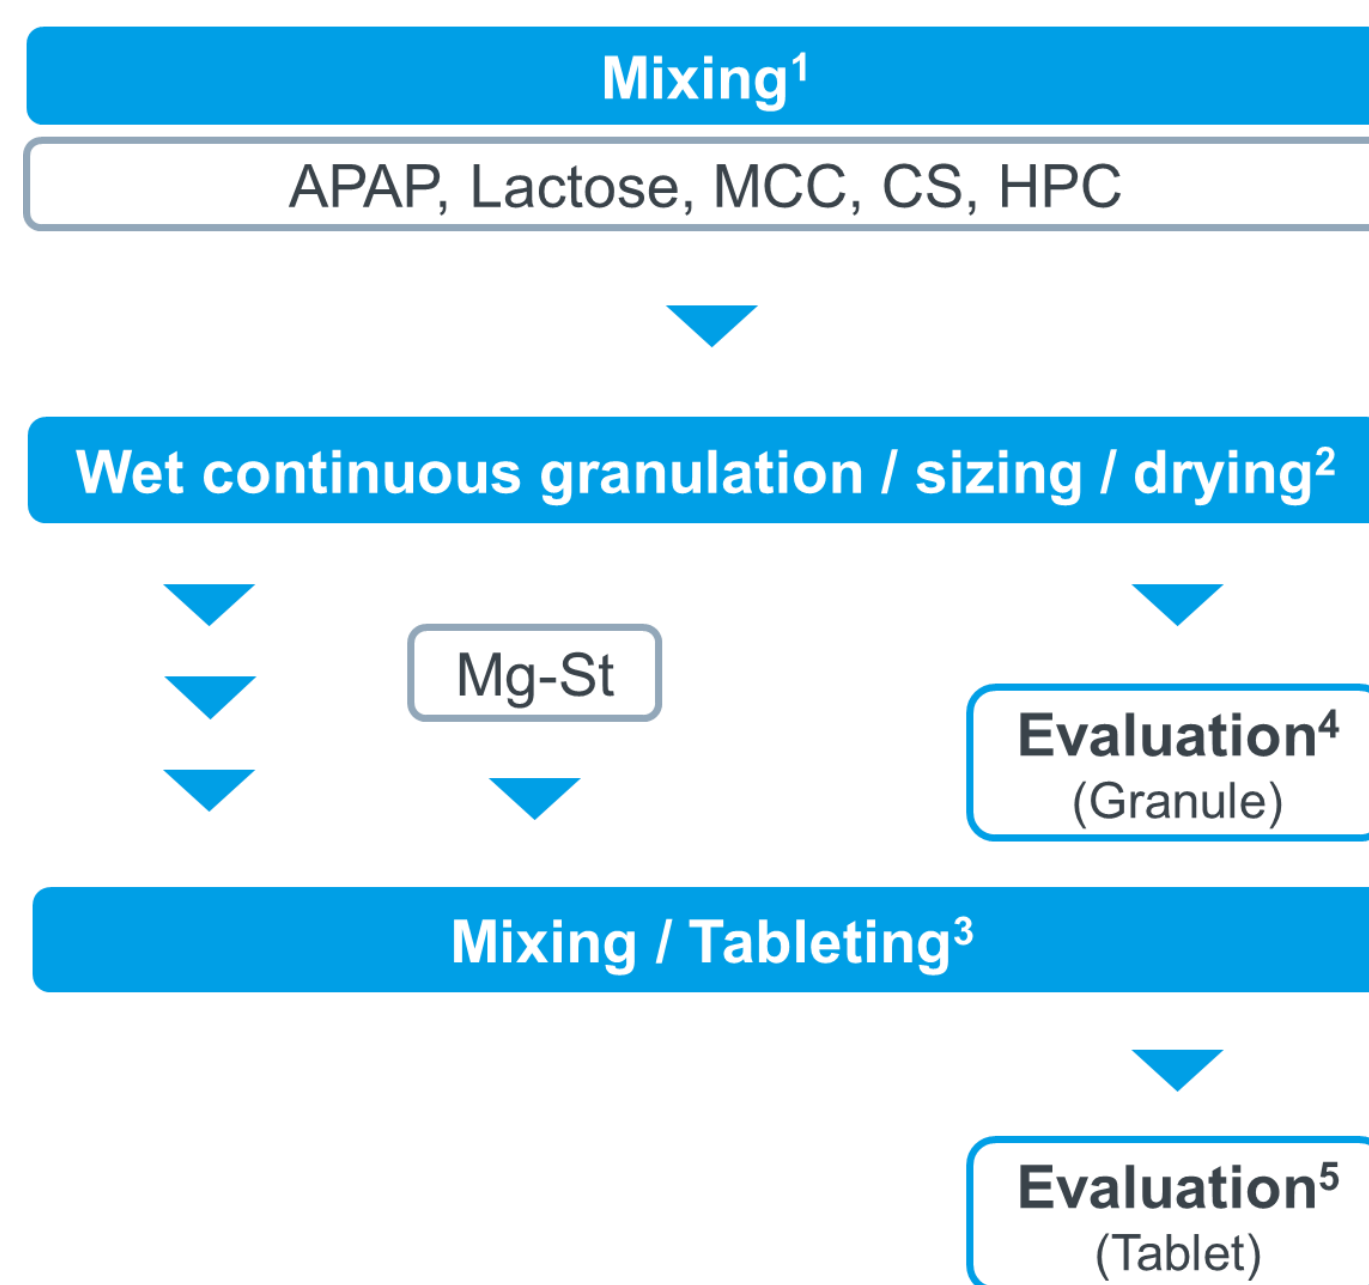 Mixing¹
APAP, Lactose, MCC, CS, HPC
Wet continuous granulation / sizing / drying²
Mg-St
Evaluation⁴
(Granule)
Mixing / Tableting³
Evaluation⁵
(Tablet)